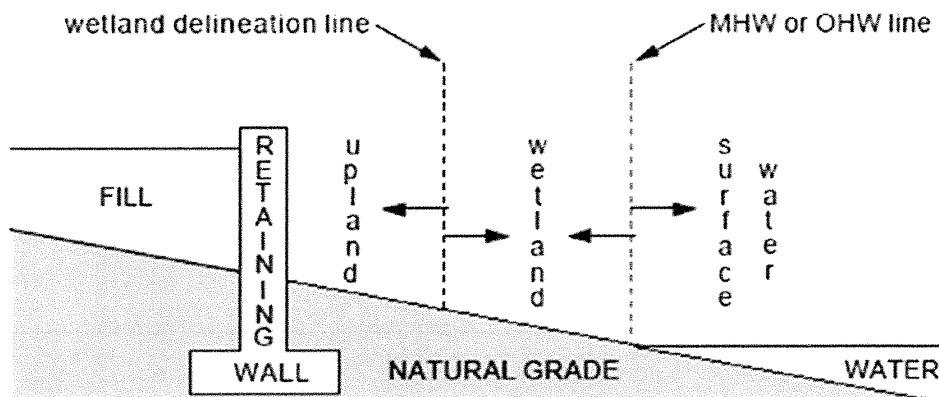 wetland delineation line
MHW or OHW line
FILL
RETAINING
WALL
upland
wetland
surface
water
NATURAL GRADE
WATER